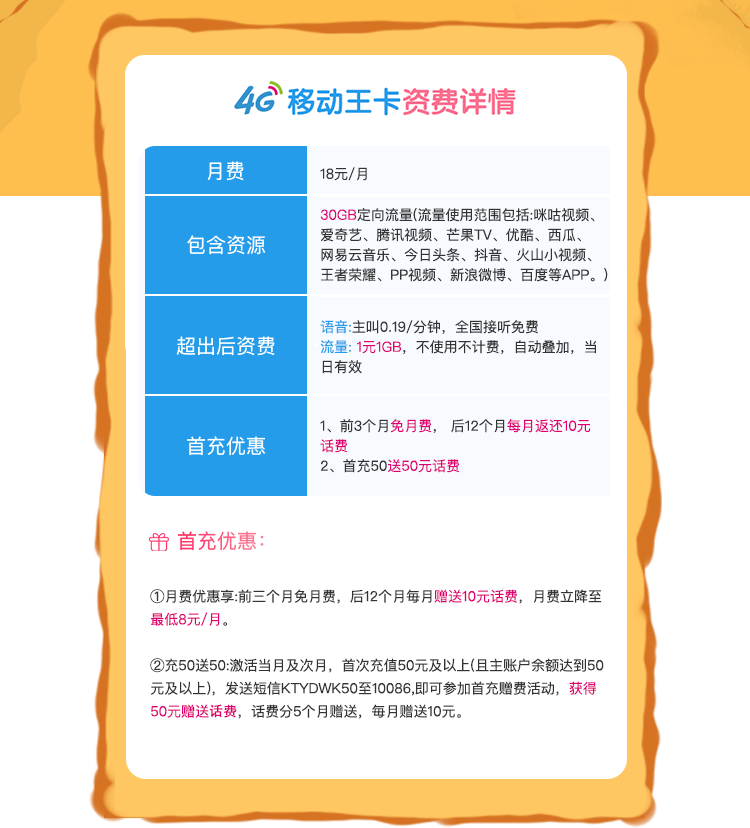 4G 移动王卡资费详情
月费
18元/月
包含资源
30GB定向流量(流量使用范围包括:咪咕视频、
爱奇艺、腾讯视频、芒果TV、优酷、西瓜、
网易云音乐、今日头条、抖音、火山小视频、
王者荣耀、PP视频、新浪微博、百度等APP。)
超出后资费
语音:主叫0.19/分钟，全国接听免费
流量: 1元1GB，不使用不计费，自动叠加，当
日有效
首充优惠
1、前3个月免月费， 后12个月每月返还10元
话费
2、首充50送50元话费
首充优惠：
①月费优惠享:前三个月免月费，后12个月每月赠送10元话费，月费立降至
最低8元/月。
②充50送50:激活当月及次月，首次充值50元及以上(且主账户余额达到50
元及以上)，发送短信KTYDWK50至10086,即可参加首充赠费活动，获得
50元赠送话费，话费分5个月赠送，每月赠送10元。